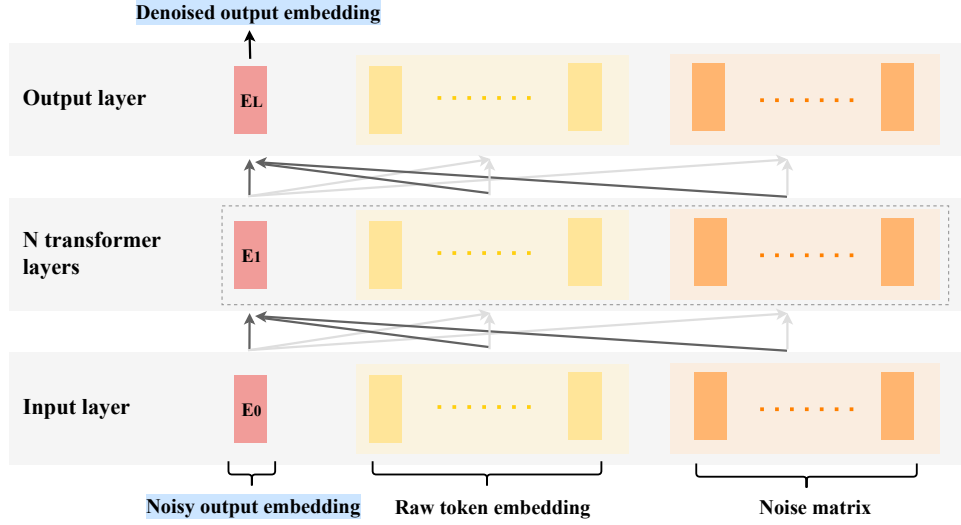 Denoised output embedding
Output layer
EL
N transformer
layers
E1
Input layer
E0
Noisy output embedding
Raw token embedding
Noise matrix